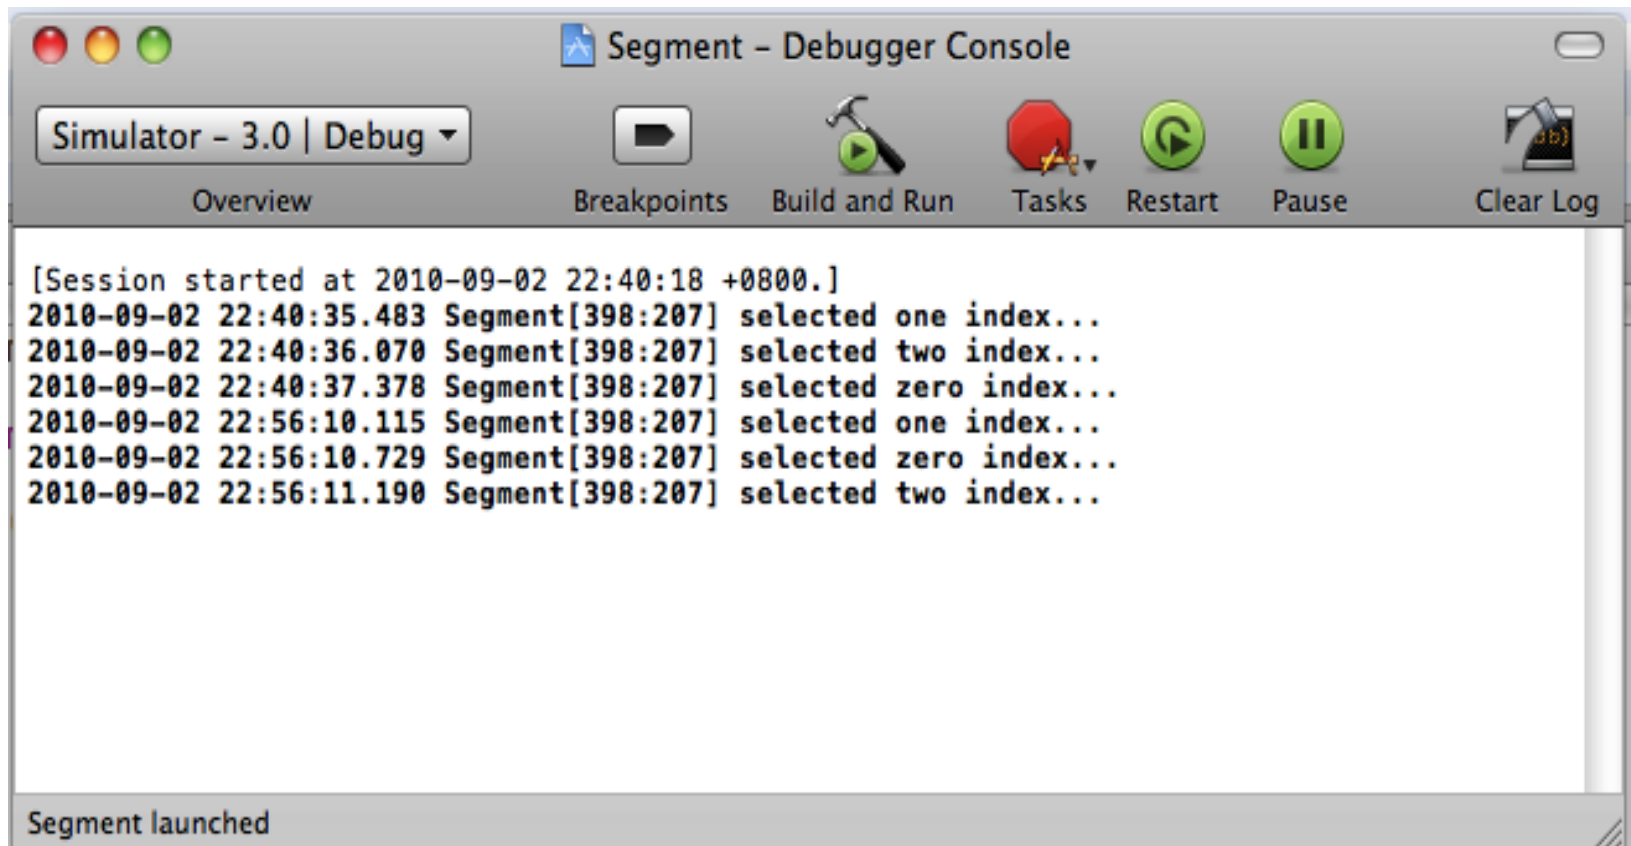 Segment – Debugger Console
Simulator – 3.0 | Debug
Overview
Breakpoints
Build and Run
Tasks
Restart
Pause
Clear Log
[Session started at 2010-09-02 22:40:18 +0800.]
2010-09-02 22:40:35.483 Segment[398:207] selected one index...
2010-09-02 22:40:36.070 Segment[398:207] selected two index...
2010-09-02 22:40:37.378 Segment[398:207] selected zero index...
2010-09-02 22:56:10.115 Segment[398:207] selected one index...
2010-09-02 22:56:10.729 Segment[398:207] selected zero index...
2010-09-02 22:56:11.190 Segment[398:207] selected two index...
Segment launched